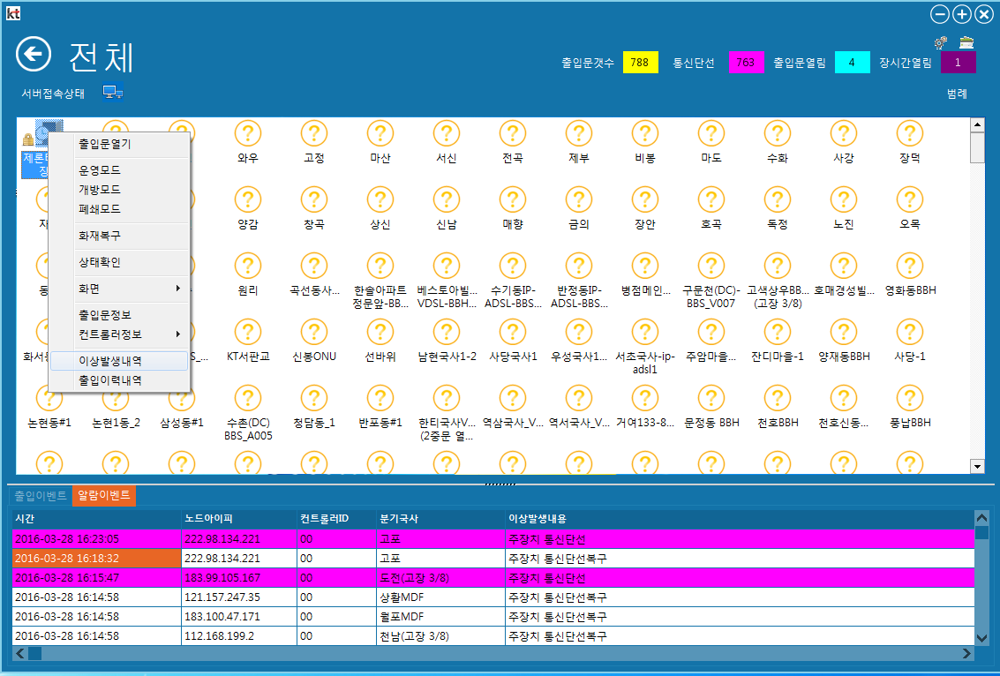 kt
전체
출입문갯수 788 통신단선 763 출입문열림 4 장시간열림 1
서버접속상태
범례
와우 고정 마산 서신 전곡 제부 비봉 마도 수화 사강 장덕
양감 창곡 상신 신남 매향 금의 장안 호곡 독정 노진 오목
원리 곡선동사... 한솔아파트 베스토아빌... 수기동IP- 반정동IP- 병점메인... 구문천(DC)- 고색상우BB... 호매경성빌... 영화동BBH
정문앞-BB... VDSL-BBH... ADSL-BBS... ADSL-BBS... BBS_V007 (고장 3/8)
화서 S_... KT서판교 신봉ONU 선바위 남현국사1-2 사당국사1 우성국사1... 서초국사-ip- 주암마을... 잔디마을-1 양재동BBH 사당-1
adsl1
논현동#1 논현1동_2 삼성동#1 수촌(DC) 청담동_1 반포동#1 한티국사V... 역삼국사_V... 역서국사_V... 거여133-8... 문정동 BBH 천호BBH 천호신동... 풍납BBH
BBS_A005 (2중문 열...
출입문열기
운영모드
개방모드
폐쇄모드
화재복구
상태확인
화면
출입문정보
컨트롤러정보
이상발생내역
출입이력내역
출입이벤트 알람이벤트
시간 노드아이피 컨트롤러ID 분기국사 이상발생내용
2016-03-28 16:23:05 222.98.134.221 00 고포 주장치 통신단선
2016-03-28 16:18:32 222.98.134.221 00 고포 주장치 통신단선복구
2016-03-28 16:15:47 183.99.105.167 00 도전(고장 3/8) 주장치 통신단선
2016-03-28 16:14:58 121.157.247.35 00 상활MDF 주장치 통신단선복구
2016-03-28 16:14:58 183.100.47.171 00 월포MDF 주장치 통신단선복구
2016-03-28 16:14:58 112.168.199.2 00 천남(고장 3/8) 주장치 통신단선복구